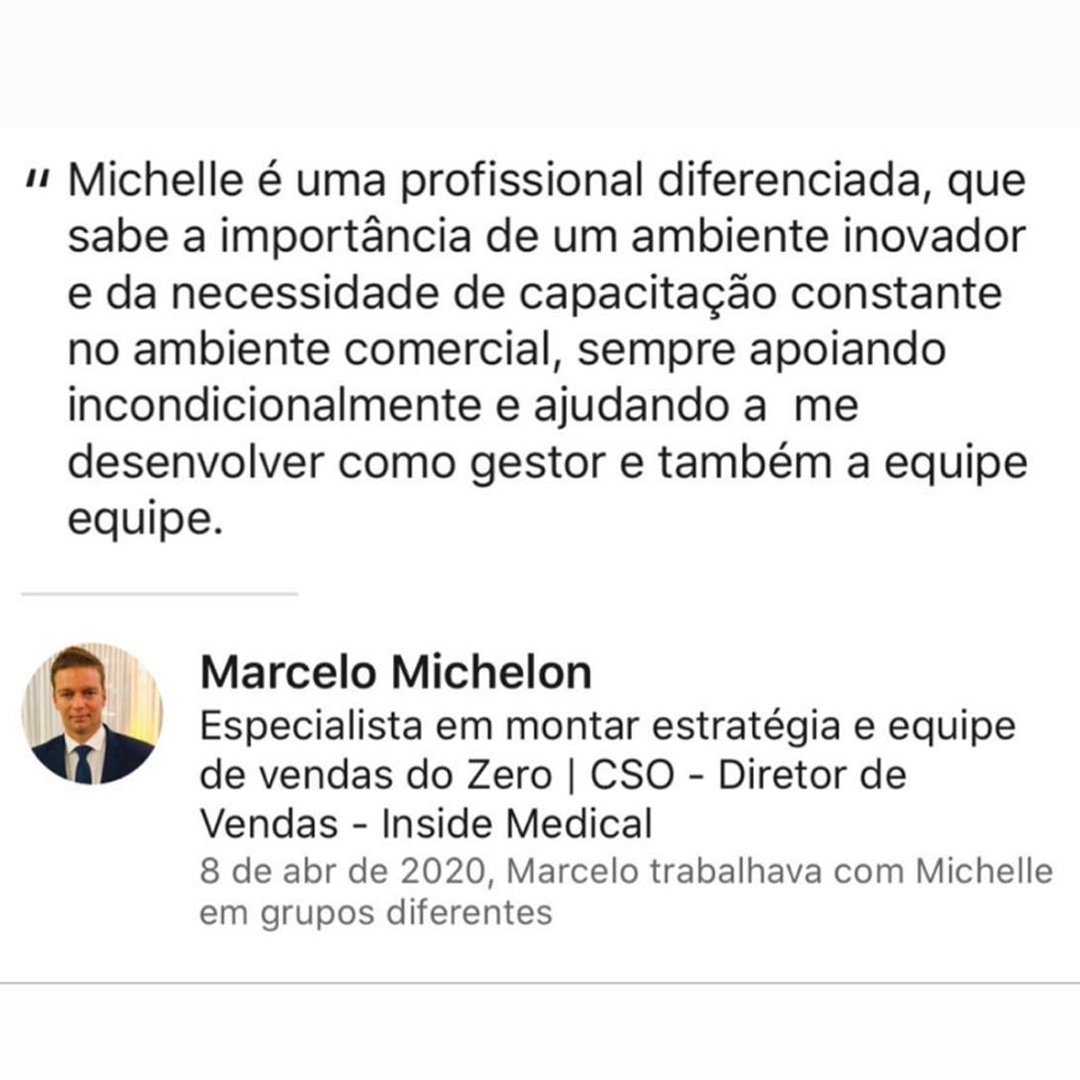 " Michelle é uma profissional diferenciada, que
sabe a importância de um ambiente inovador
e da necessidade de capacitação constante
no ambiente comercial, sempre apoiando
incondicionalmente e ajudando a  me
desenvolver como gestor e também a equipe
equipe.
Marcelo Michelon
Especialista em montar estratégia e equipe
de vendas do Zero | CSO - Diretor de
Vendas - Inside Medical
8 de abr de 2020, Marcelo trabalhava com Michelle
em grupos diferentes